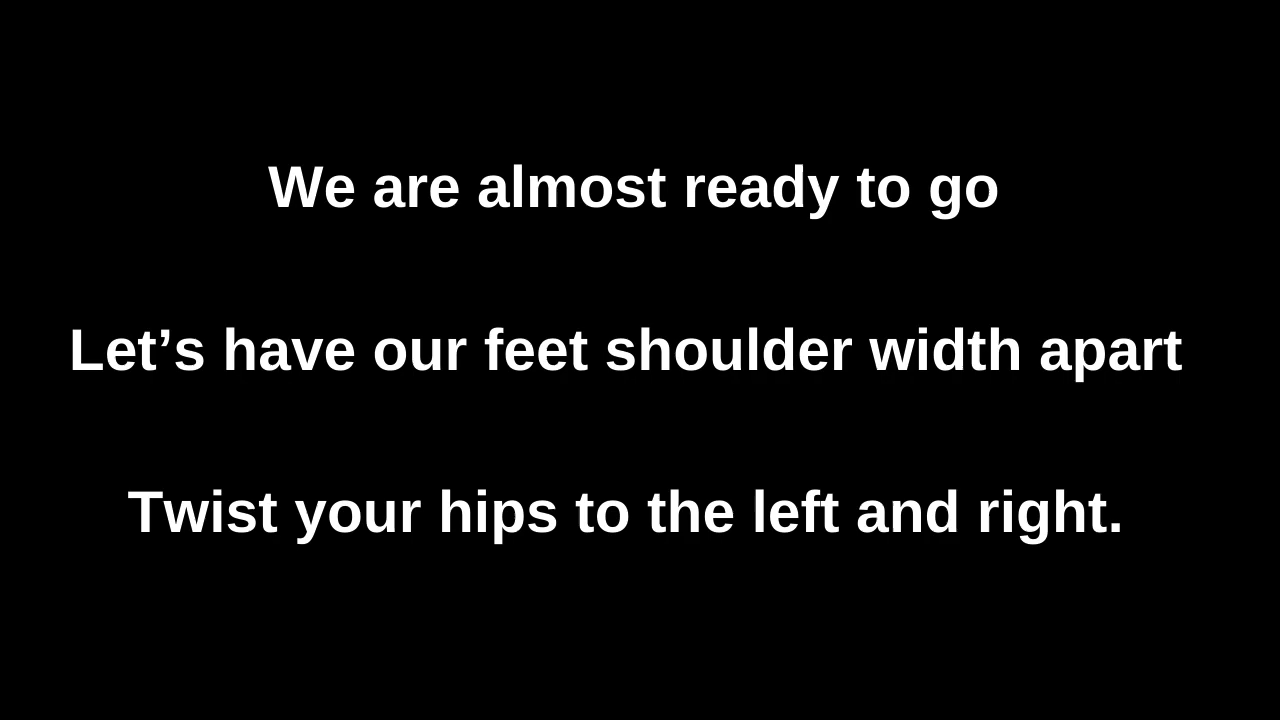 We are almost ready to go
Let’s have our feet shoulder width apart
Twist your hips to the left and right.